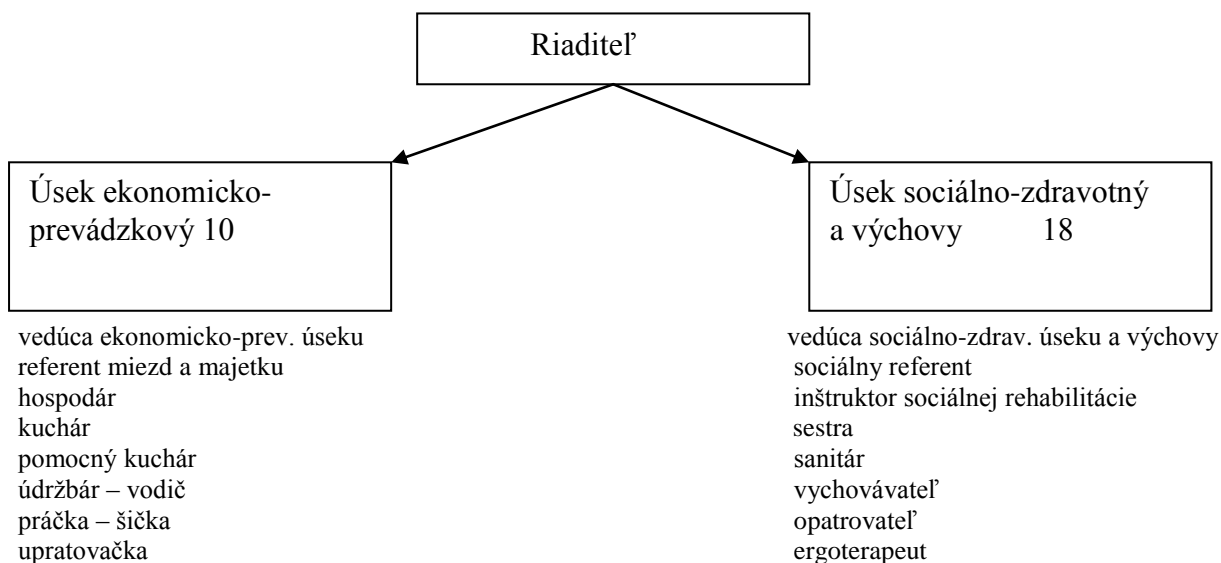 Riaditeľ
Úsek ekonomicko-
prevádzkový 10
vedúca ekonomicko-prev. úseku
referent miezd a majetku
hospodár
kuchár
pomocný kuchár
údržbár – vodič
práčka – šička
upratovačka
Úsek sociálno-zdravotný
a výchovy 18
vedúca sociálno-zdrav. úseku a výchovy
sociálny referent
inštruktor sociálnej rehabilitácie
sestra
sanitár
vychovávateľ
opatrovateľ
ergoterapeut